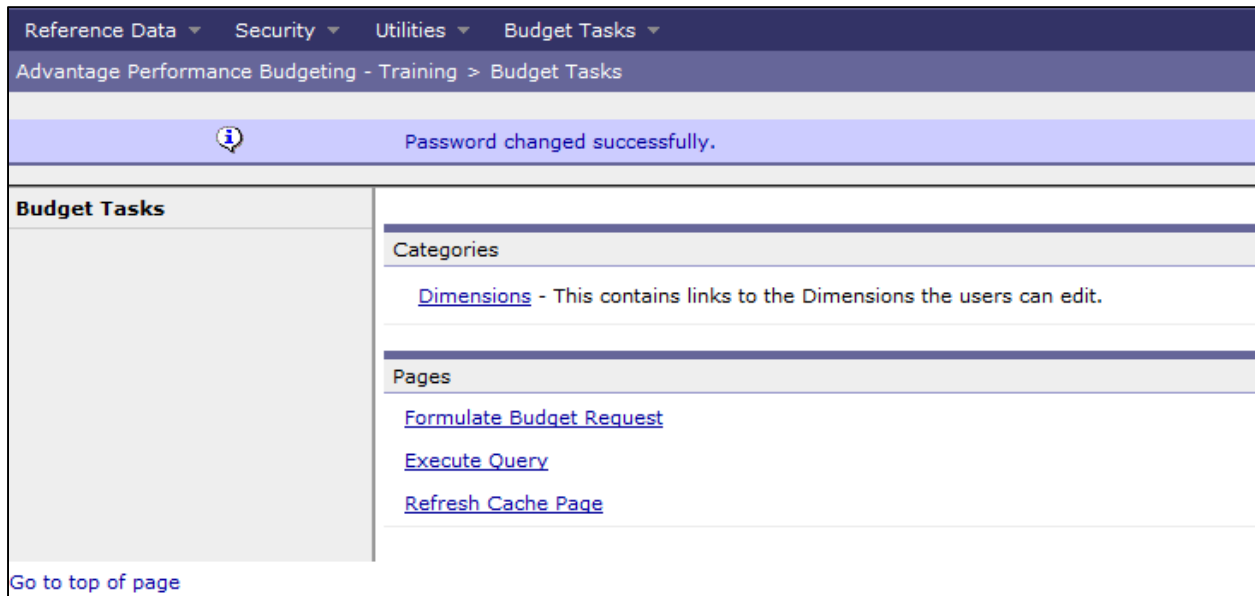 Reference Data Security Utilities Budget Tasks
Advantage Performance Budgeting - Training > Budget Tasks
Password changed successfully.
Budget Tasks
Categories
Dimensions - This contains links to the Dimensions the users can edit.
Pages
Formulate Budget Request
Execute Query
Refresh Cache Page
Go to top of page